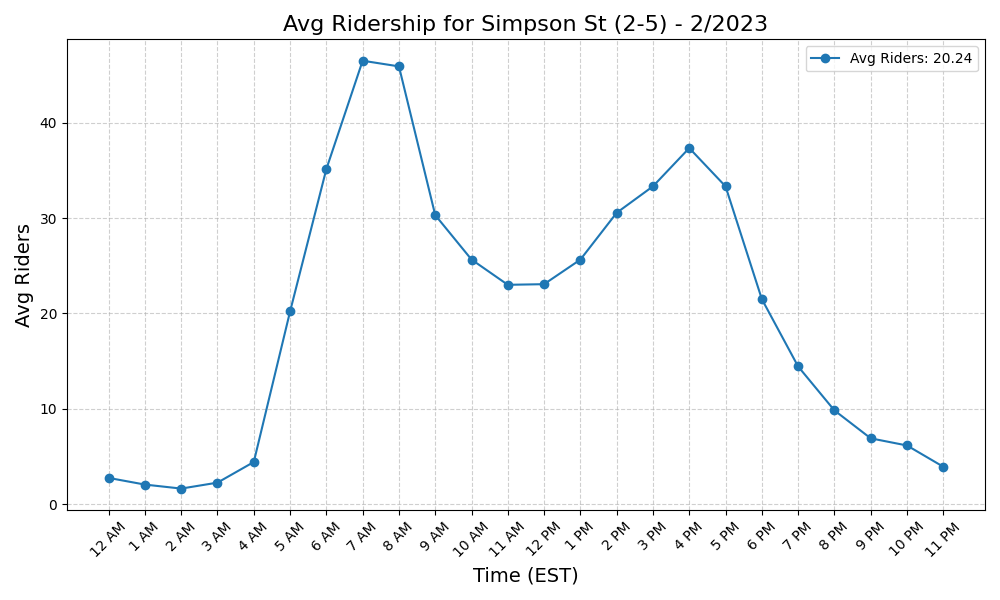 Avg Ridership for Simpson St (2-5) - 2/2023
Avg Riders: 20.24
Avg Riders
40
30
20
10
0
12 AM
1 AM
2 AM
3 AM
4 AM
5 AM
6 AM
7 AM
8 AM
9 AM
10 AM
11 AM
12 PM
1 PM
2 PM
3 PM
4 PM
5 PM
6 PM
7 PM
8 PM
9 PM
10 PM
11 PM
Time (EST)